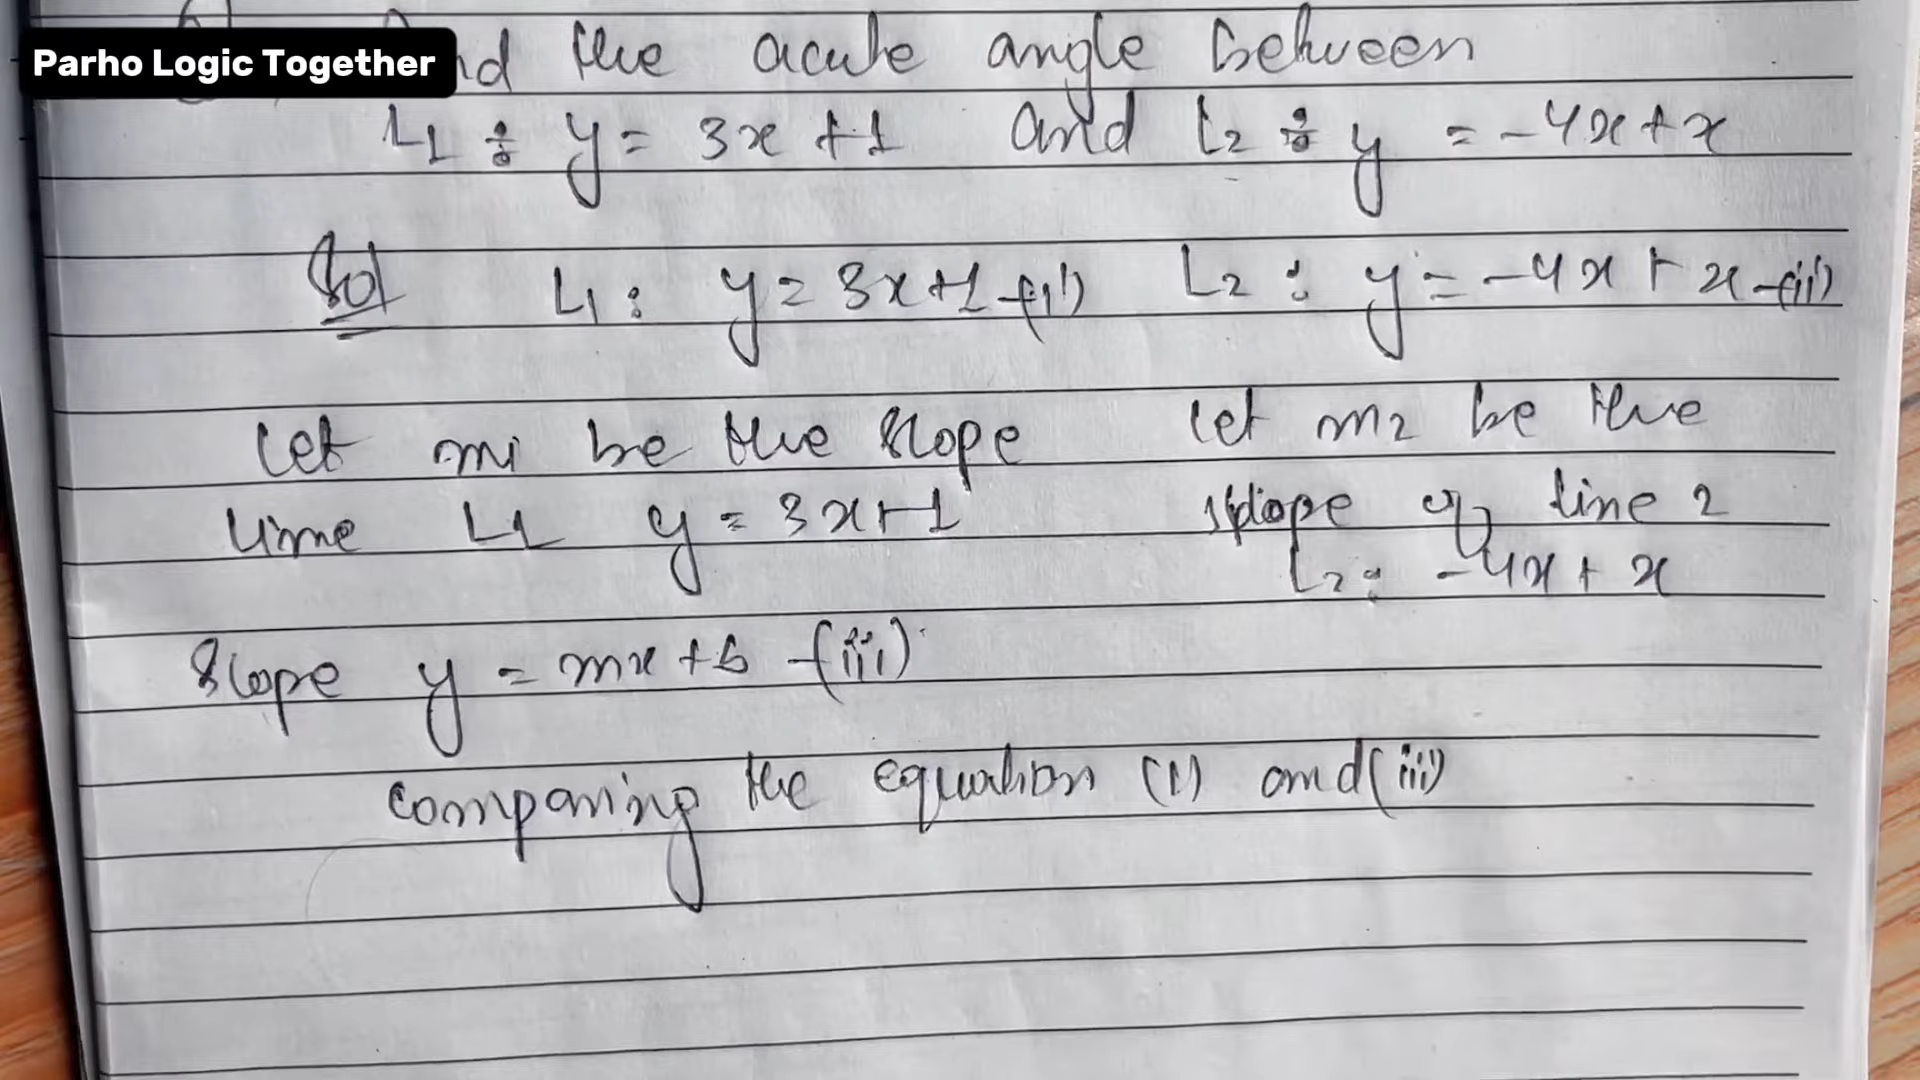 Parho Logic Together
the acute angle between
L1 : y = 3x + 1 and L2 : y = -4x + x
Sol L1 : y = 3x + 1 -(i) L2 : y = -4x + x -(ii)
let m1 be the slope let m2 be the
line L1 y = 3x + 1 slope of line 2
L2 : -4x + x
slope y = mx + b -(iii)
comparing the equation (1) and (iii)